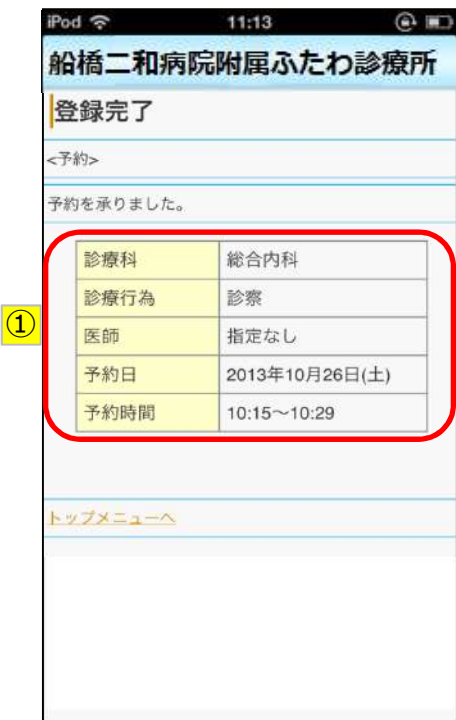 iPod 11:13
船橋二和病院附属ふたわ診療所
登録完了
<予約>
予約を承りました。
①
診療科 総合内科
診療行為 診察
医師 指定なし
予約日 2013年10月26日(土)
予約時間 10:15～10:29
トップメニューへ